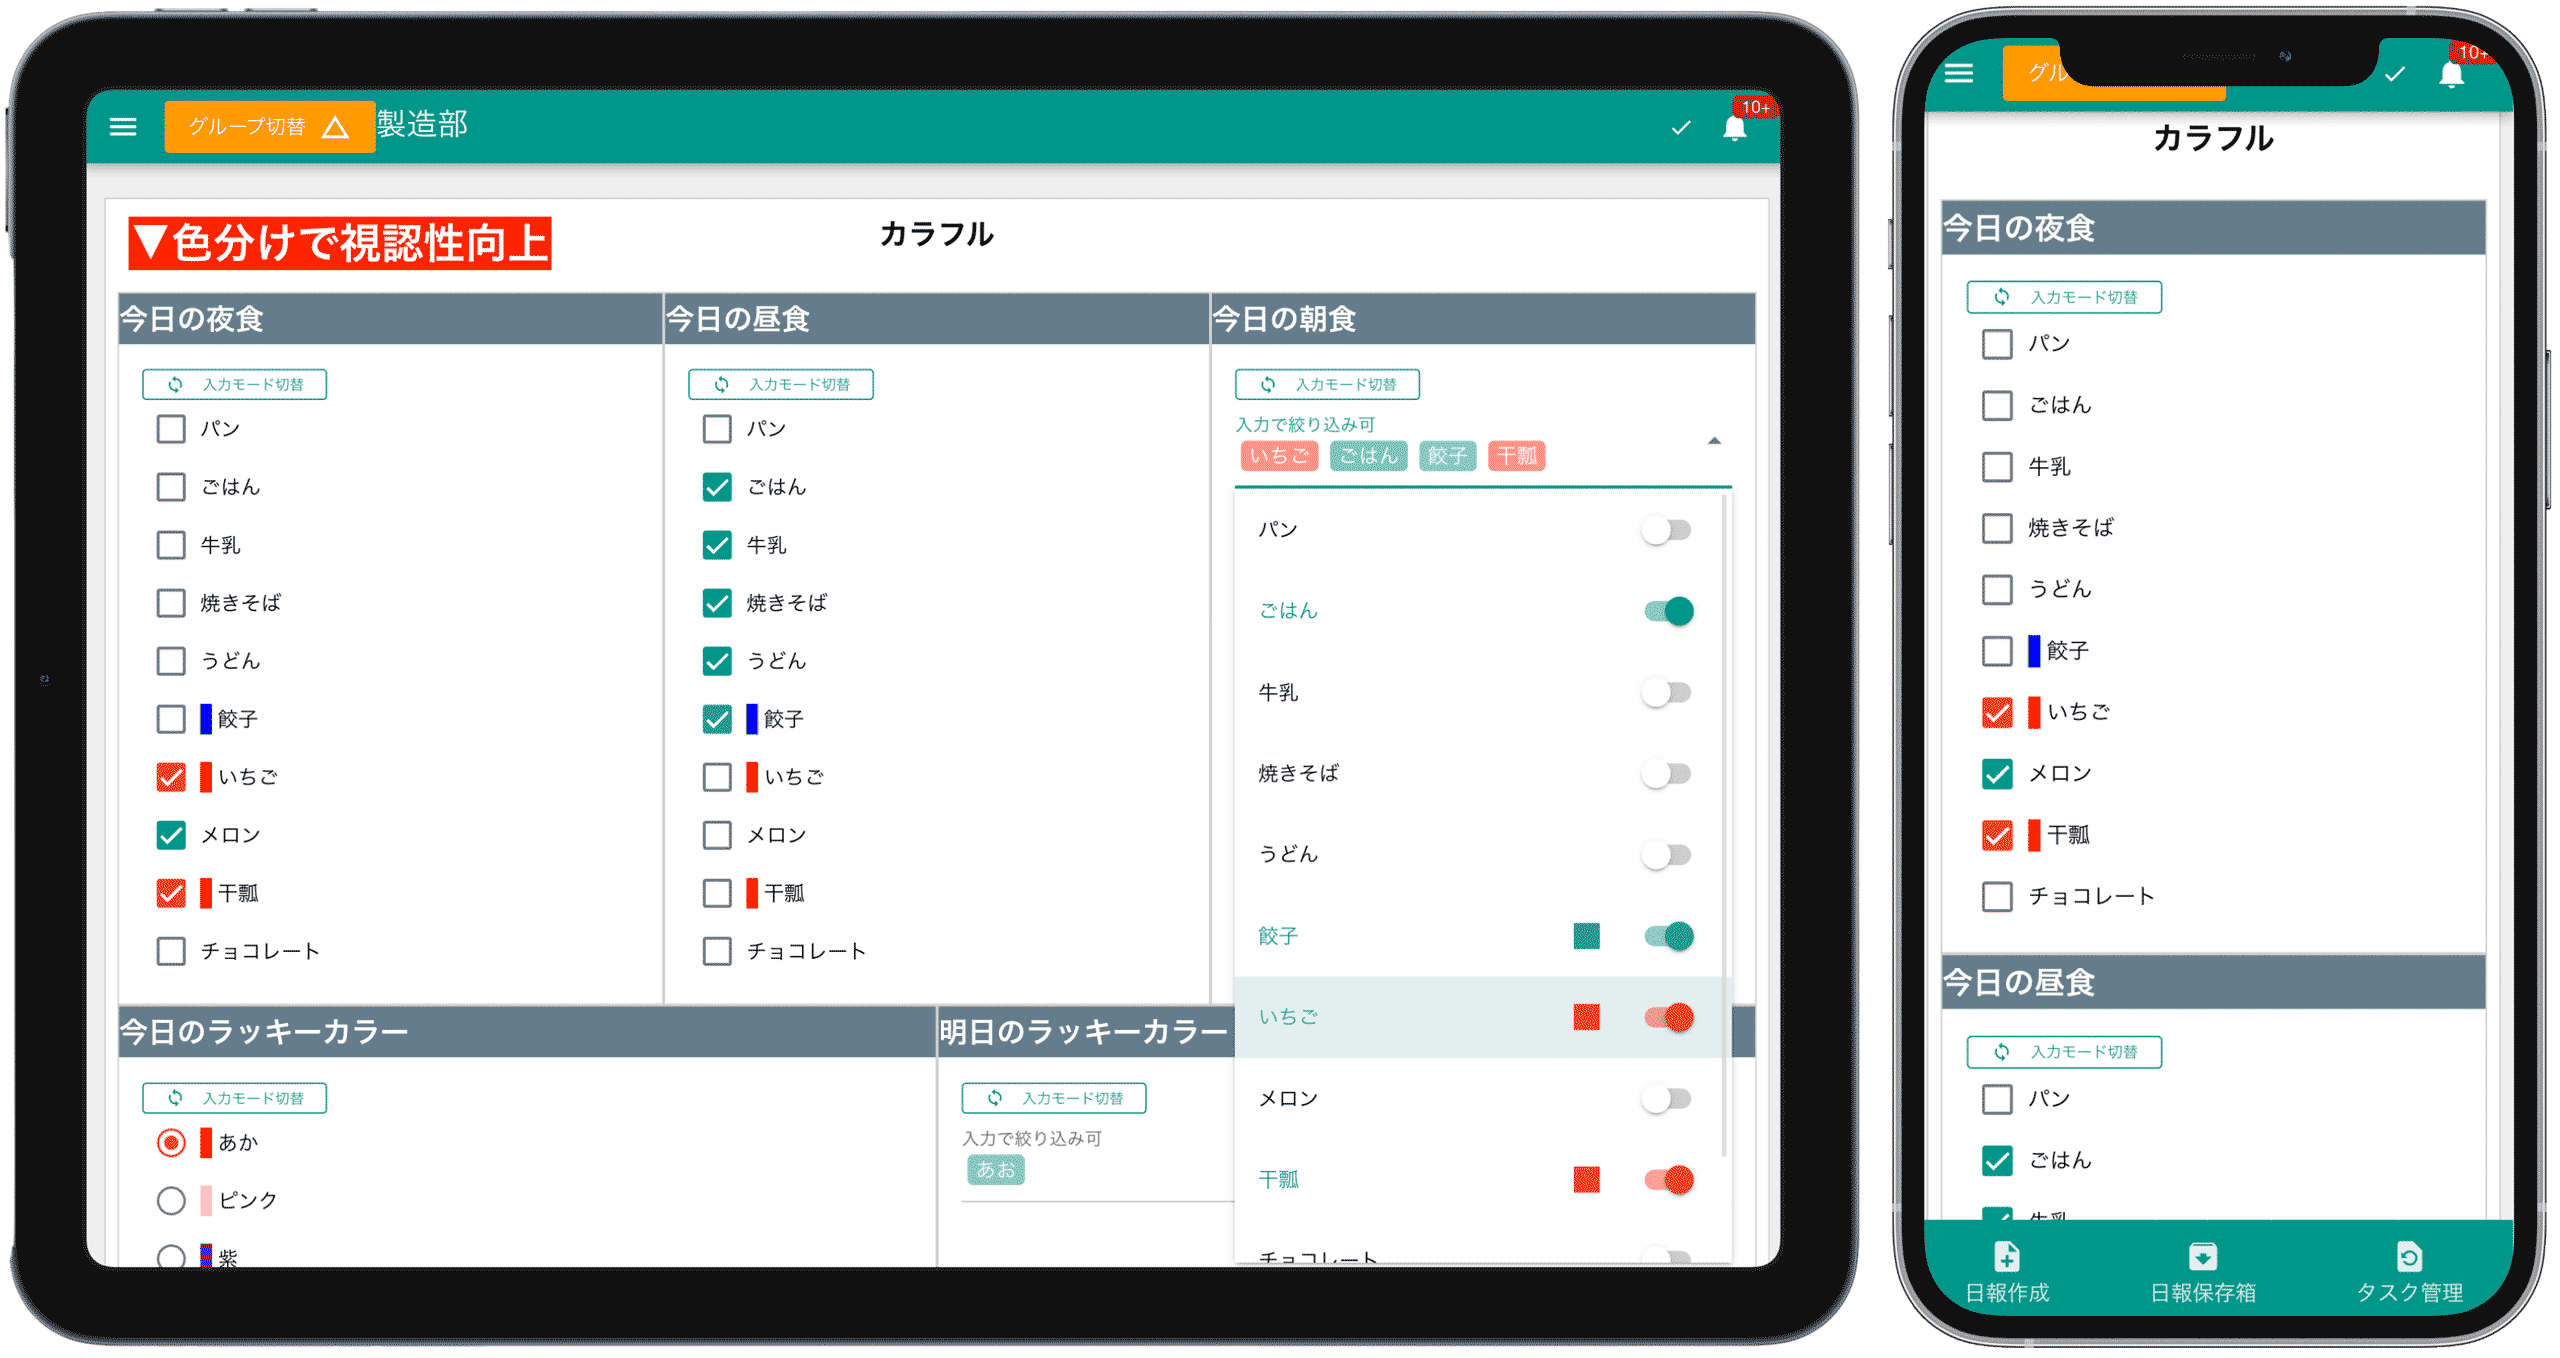 グループ切替 製造部 10+
▼色分けで視認性向上
カラフル
今日の夜食
入力モード切替
パン
ごはん
牛乳
焼きそば
うどん
餃子
いちご
メロン
干瓢
チョコレート
今日の昼食
入力モード切替
パン
ごはん
牛乳
焼きそば
うどん
餃子
いちご
メロン
干瓢
チョコレート
今日の朝食
入力モード切替
入力で絞り込み可
いちご ごはん 餃子 干瓢
パン
ごはん
牛乳
焼きそば
うどん
餃子
いちご
メロン
干瓢
チョコレート
今日のラッキーカラー
入力モード切替
あか
ピンク
紫
明日のラッキーカラー
入力モード切替
入力で絞り込み可
あお
グル 10+
カラフル
今日の夜食
入力モード切替
パン
ごはん
牛乳
焼きそば
うどん
餃子
いちご
メロン
干瓢
チョコレート
今日の昼食
入力モード切替
パン
ごはん
牛乳
日報作成 日報保存箱 タスク管理